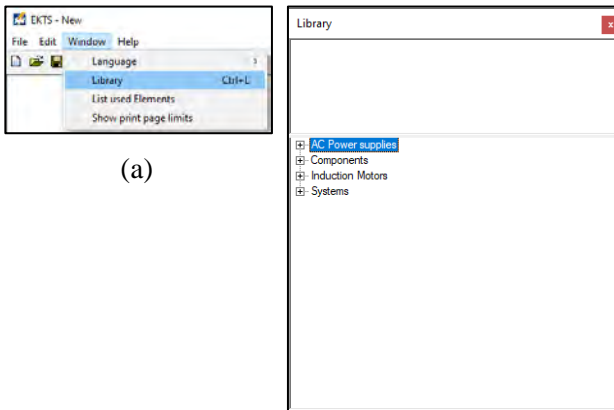 EKTS - New
File Edit Window Help
Language
Library Ctrl+L
List used Elements
Show print page limits
(a)
Library
x
AC Power supplies
Components
Induction Motors
Systems